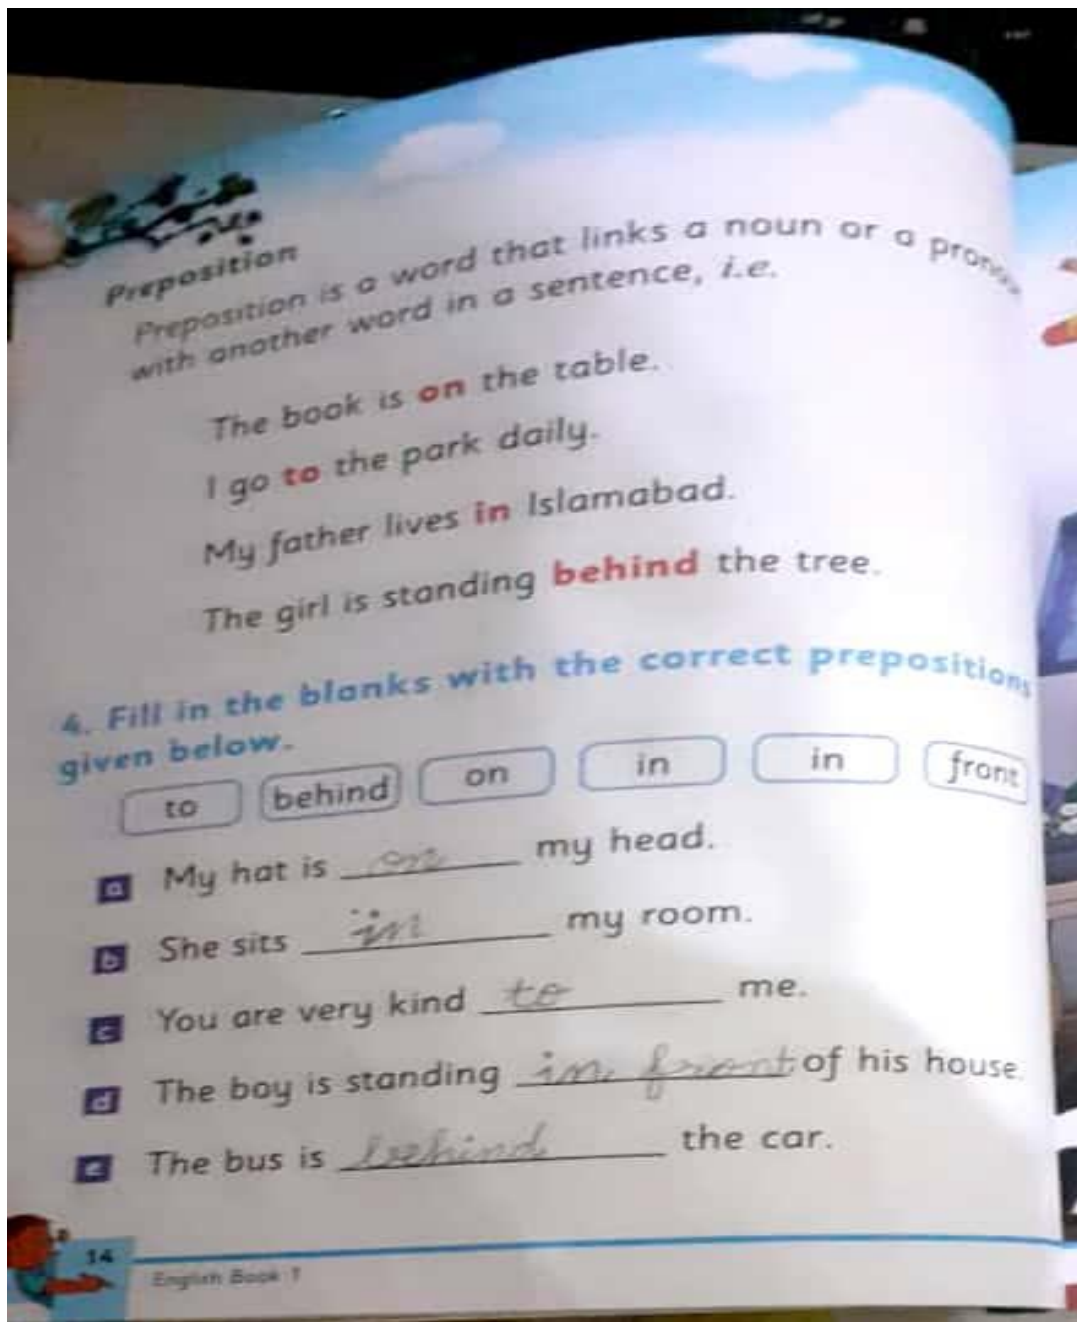 Preposition
Preposition is a word that links a noun or a
with another word in a sentence, i.e.
The book is on the table.
I go to the park daily.
My father lives in Islamabad.
The girl is standing behind the tree.
4. Fill in the blanks with the correct prepositions
given below.
to behind on in in front
a My hat is on my head.
b She sits in my room.
c You are very kind to me.
d The boy is standing in front of his house.
e The bus is behind the car.
14
English Book 1